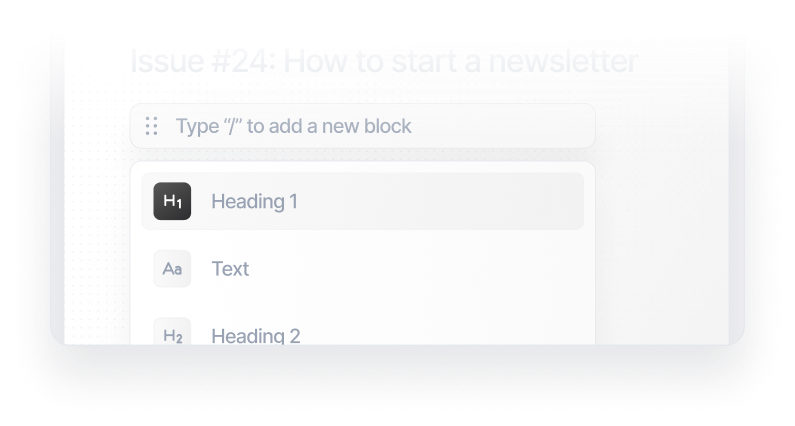 Issue #24: How to start a newsletter
Type “/” to add a new block
H1 Heading 1
Aa Text
H2 Heading 2